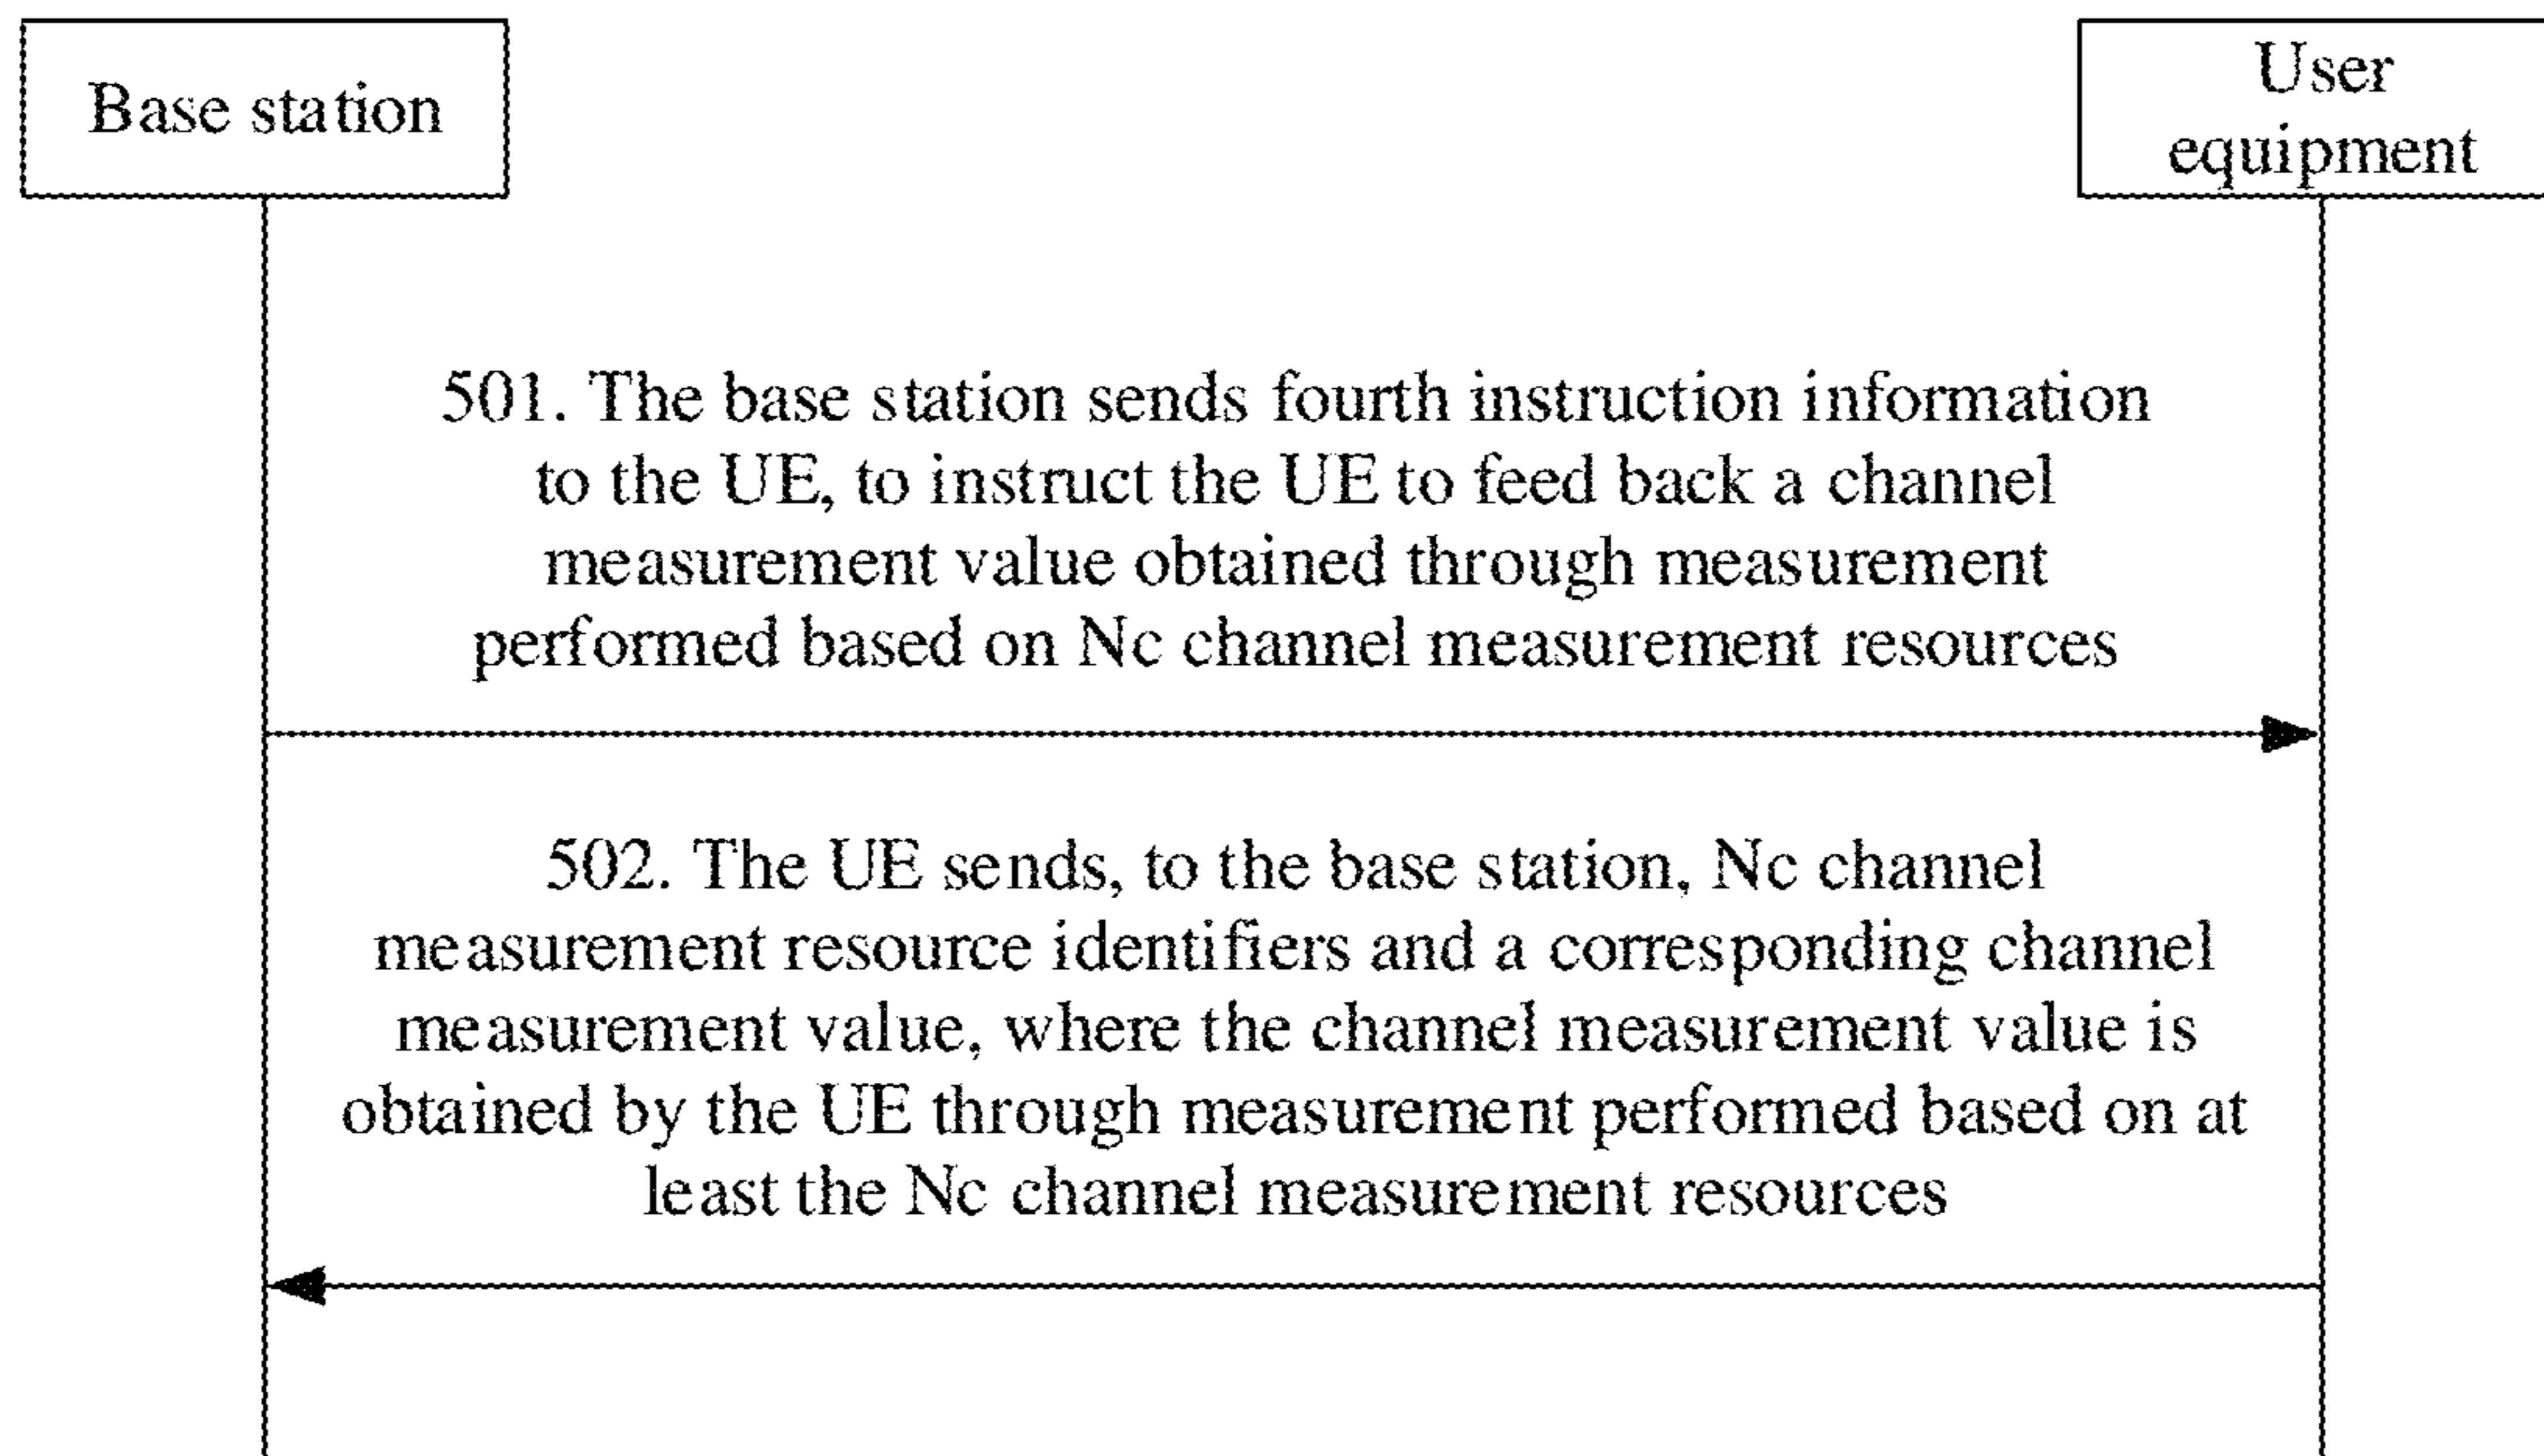 Base station
User
equipment
501. The base station sends fourth instruction information
to the UE, to instruct the UE to feed back a channel
measurement value obtained through measurement
performed based on Nc channel measurement resources
502. The UE sends, to the base station, Nc channel
measurement resource identifiers and a corresponding channel
measurement value, where the channel measurement value is
obtained by the UE through measurement performed based on at
least the Nc channel measurement resources